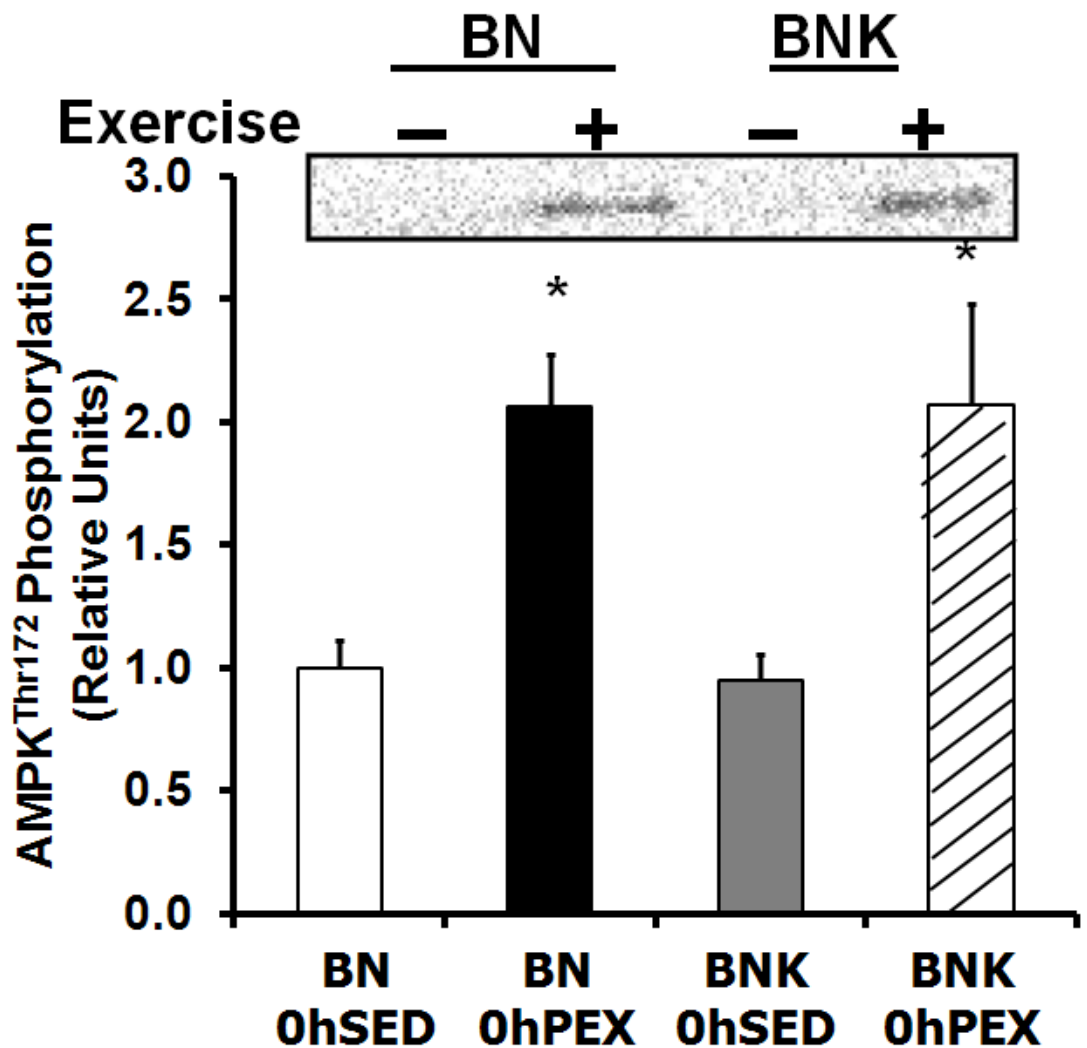 BN BNK
Exercise − + − +
3.0
* *
2.5
2.0
1.5
1.0
0.5
0.0
AMPKThr172 Phosphorylation
(Relative Units)
BN BN BNK BNK
0hSED 0hPEX 0hSED 0hPEX